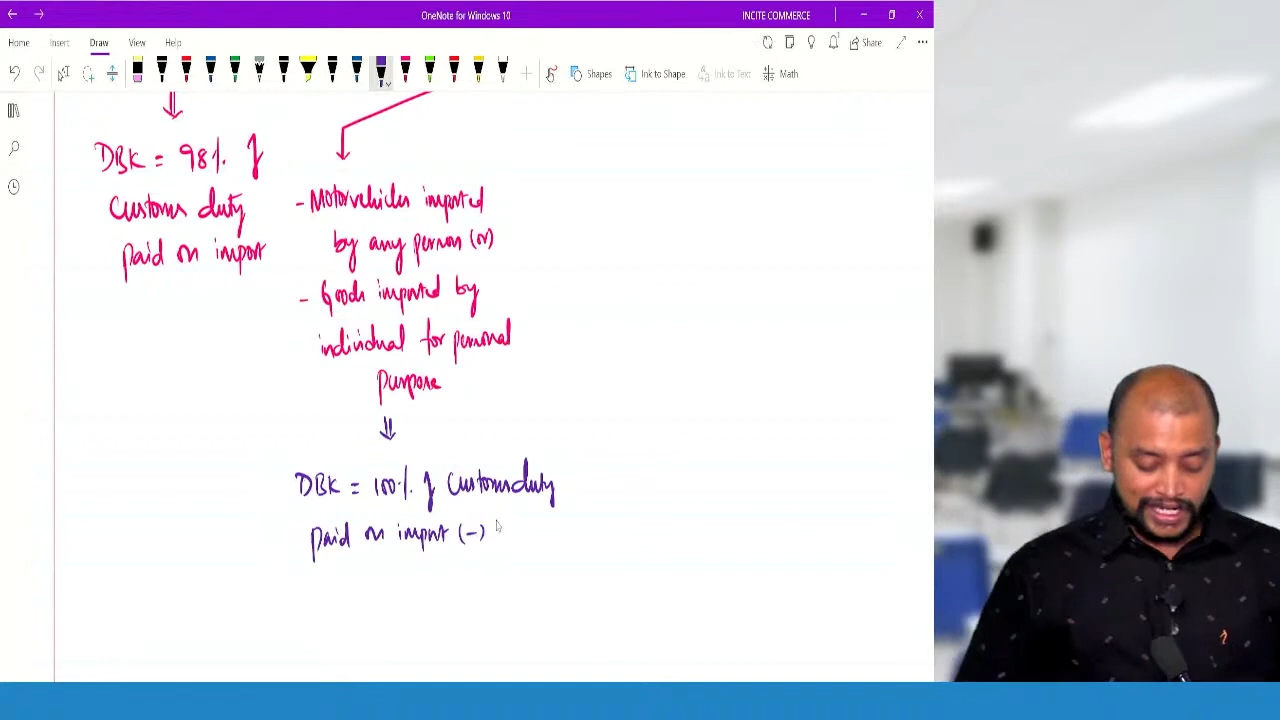 OneNote for Windows 10
INCITE COMMERCE
Home Insert Draw View Help
Share
Shapes Ink to Shape Ink to Text Math
DBK = 98% of
Customs duty
paid on import
- Motorvehicles imported
by any person (or)
- Goods imported by
individual for personal
purpose
DBK = 100% of Customs duty
paid on import (-)